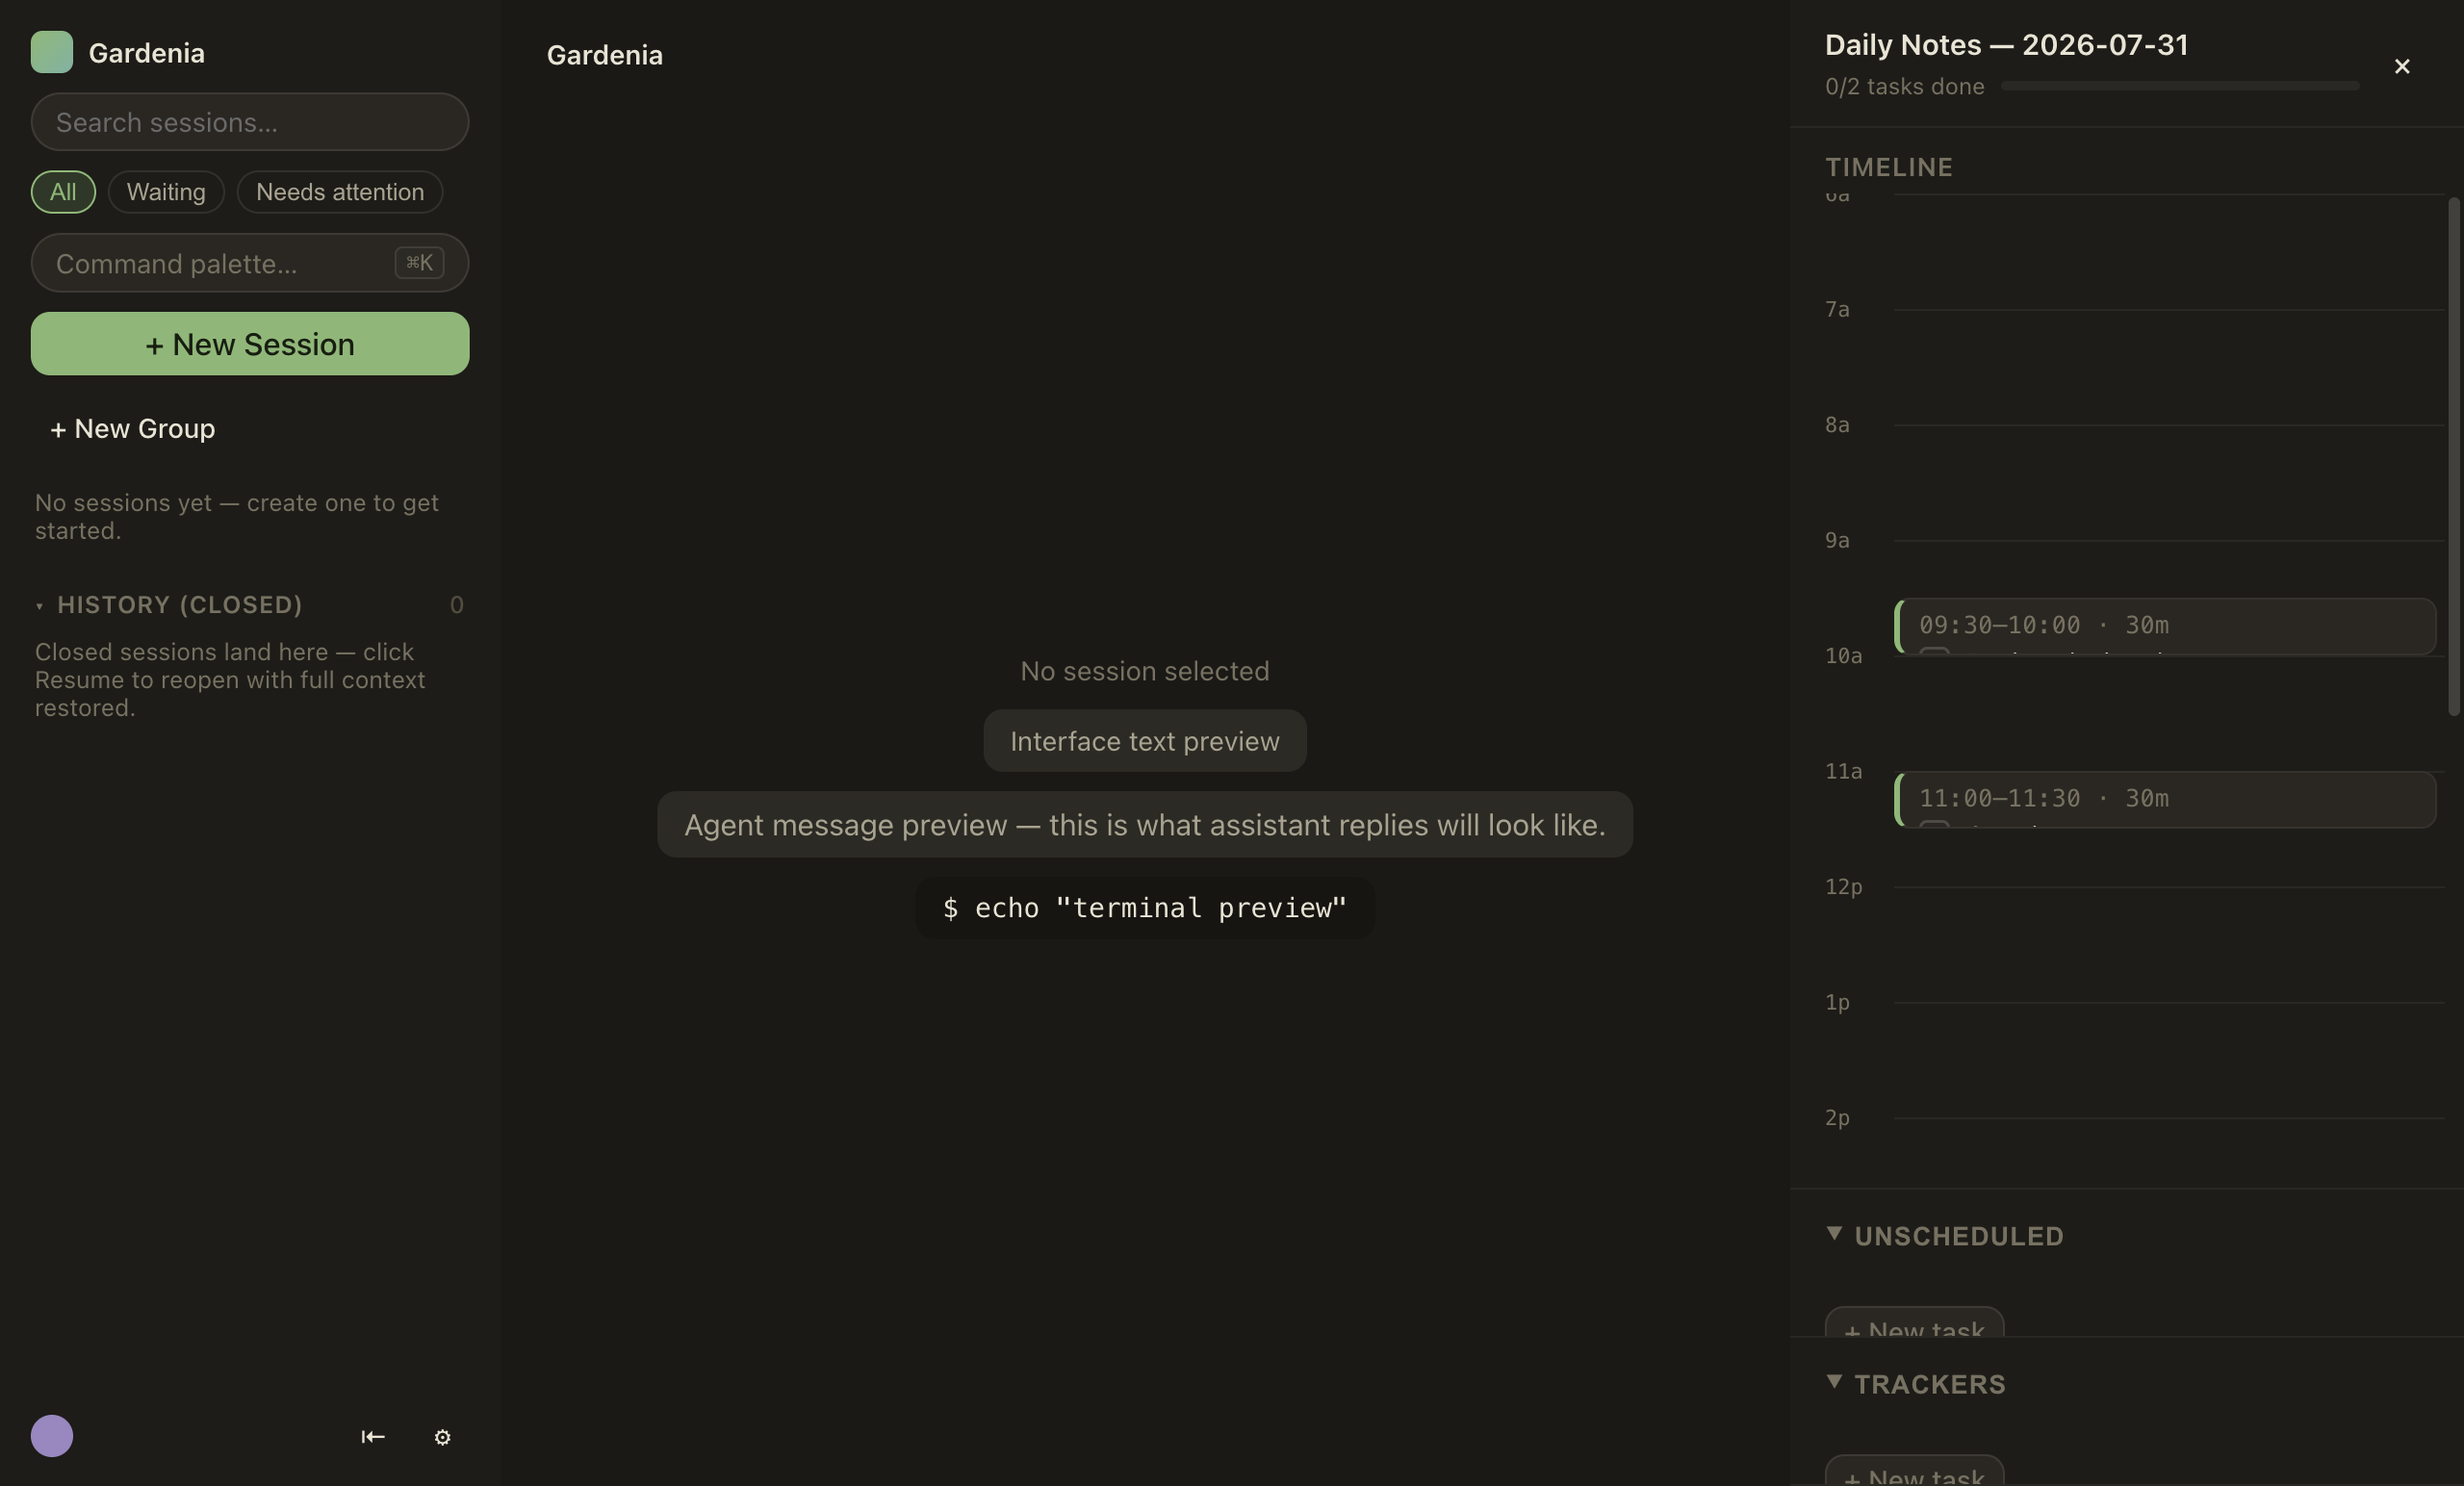 Gardenia
Search sessions...
All
Waiting
Needs attention
Command palette...
⌘K
+ New Session
+ New Group
No sessions yet — create one to get
started.
HISTORY (CLOSED)
0
Closed sessions land here — click
Resume to reopen with full context
restored.
Gardenia
No session selected
Interface text preview
Agent message preview — this is what assistant replies will look like.
$ echo "terminal preview"
Daily Notes — 2026-07-31
0/2 tasks done
TIMELINE
6a
7a
8a
9a
09:30–10:00 · 30m
10a
11a
11:00–11:30 · 30m
12p
1p
2p
UNSCHEDULED
+ New task
TRACKERS
+ New task